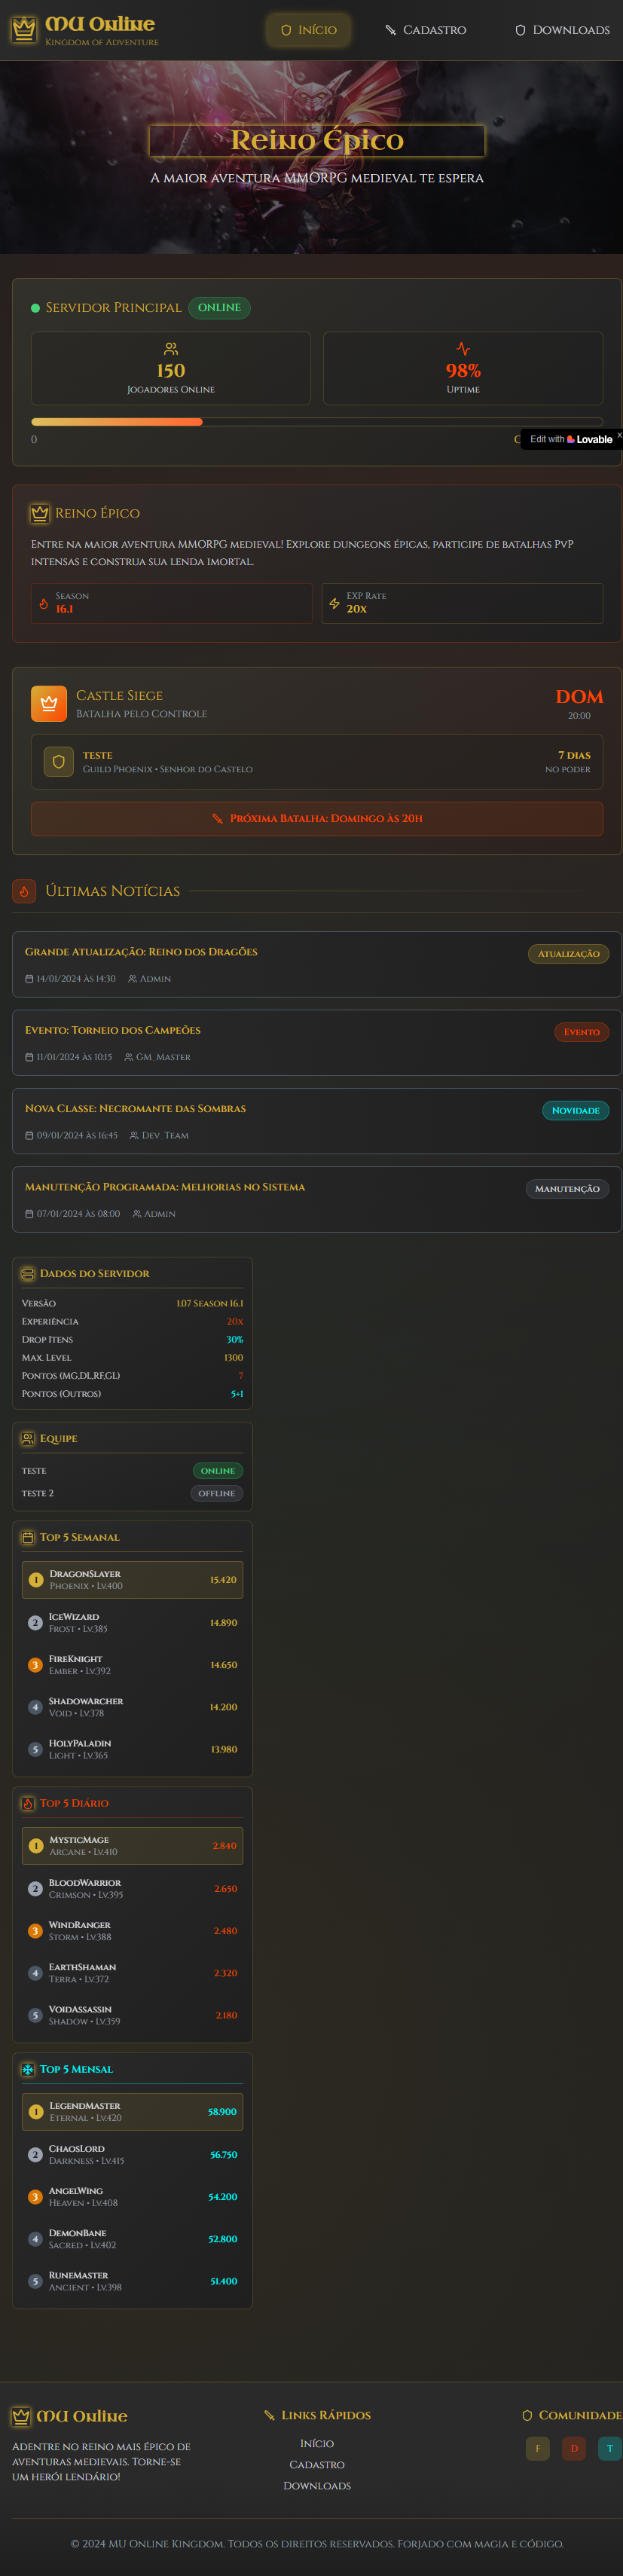 MU Online
Kingdom of Adventure
Início
Cadastro
Downloads
Reino Épico
A maior aventura MMORPG medieval te espera
Servidor Principal
ONLINE
150
Jogadores Online
98%
Uptime
0
Edit with Lovable
x
Reino Épico
Entre na maior aventura MMORPG medieval! Explore dungeons épicas, participe de batalhas PvP
intensas e construa sua lenda imortal.
Season
16.1
EXP Rate
20x
Castle Siege
Batalha pelo Controle
DOM
20:00
TESTE
Guild Phoenix • Senhor do Castelo
7 dias
no poder
Próxima Batalha: Domingo às 20h
Últimas Notícias
Grande Atualização: Reino dos Dragões
Atualização
14/01/2024 às 14:30
Admin
Evento: Torneio dos Campeões
Evento
11/01/2024 às 10:15
GM_Master
Nova Classe: Necromante das Sombras
Novidade
09/01/2024 às 16:45
Dev_Team
Manutenção Programada: Melhorias no Sistema
Manutenção
07/01/2024 às 08:00
Admin
Dados do Servidor
Versão
1.07 Season 16.1
Experiência
20x
Drop Itens
30%
Max. Level
1300
Pontos (MG,DL,RF,GL)
7
Pontos (Outros)
5+1
Equipe
TESTE
ONLINE
TESTE 2
OFFLINE
Top 5 Semanal
1
DragonSlayer
15.420
Phoenix • Lv.400
2
IceWizard
14.890
Frost • Lv.385
3
FireKnight
14.650
Ember • Lv.392
4
ShadowArcher
14.200
Void • Lv.378
5
HolyPaladin
13.980
Light • Lv.365
Top 5 Diário
1
MysticMage
2.840
Arcane • Lv.410
2
BloodWarrior
2.650
Crimson • Lv.395
3
WindRanger
2.480
Storm • Lv.388
4
EarthShaman
2.320
Terra • Lv.372
5
VoidAssassin
2.180
Shadow • Lv.359
Top 5 Mensal
1
LegendMaster
58.900
Eternal • Lv.420
2
ChaosLord
56.750
Darkness • Lv.415
3
AngelWing
54.200
Heaven • Lv.408
4
DemonBane
52.800
Sacred • Lv.402
5
RuneMaster
51.400
Ancient • Lv.398
MU Online
Adentre no reino mais épico de
aventuras medievais. Torne-se
um herói lendário!
Links Rápidos
Início
Cadastro
Downloads
Comunidade
F
D
T
© 2024 MU Online Kingdom. Todos os direitos reservados. Forjado com magia e código.